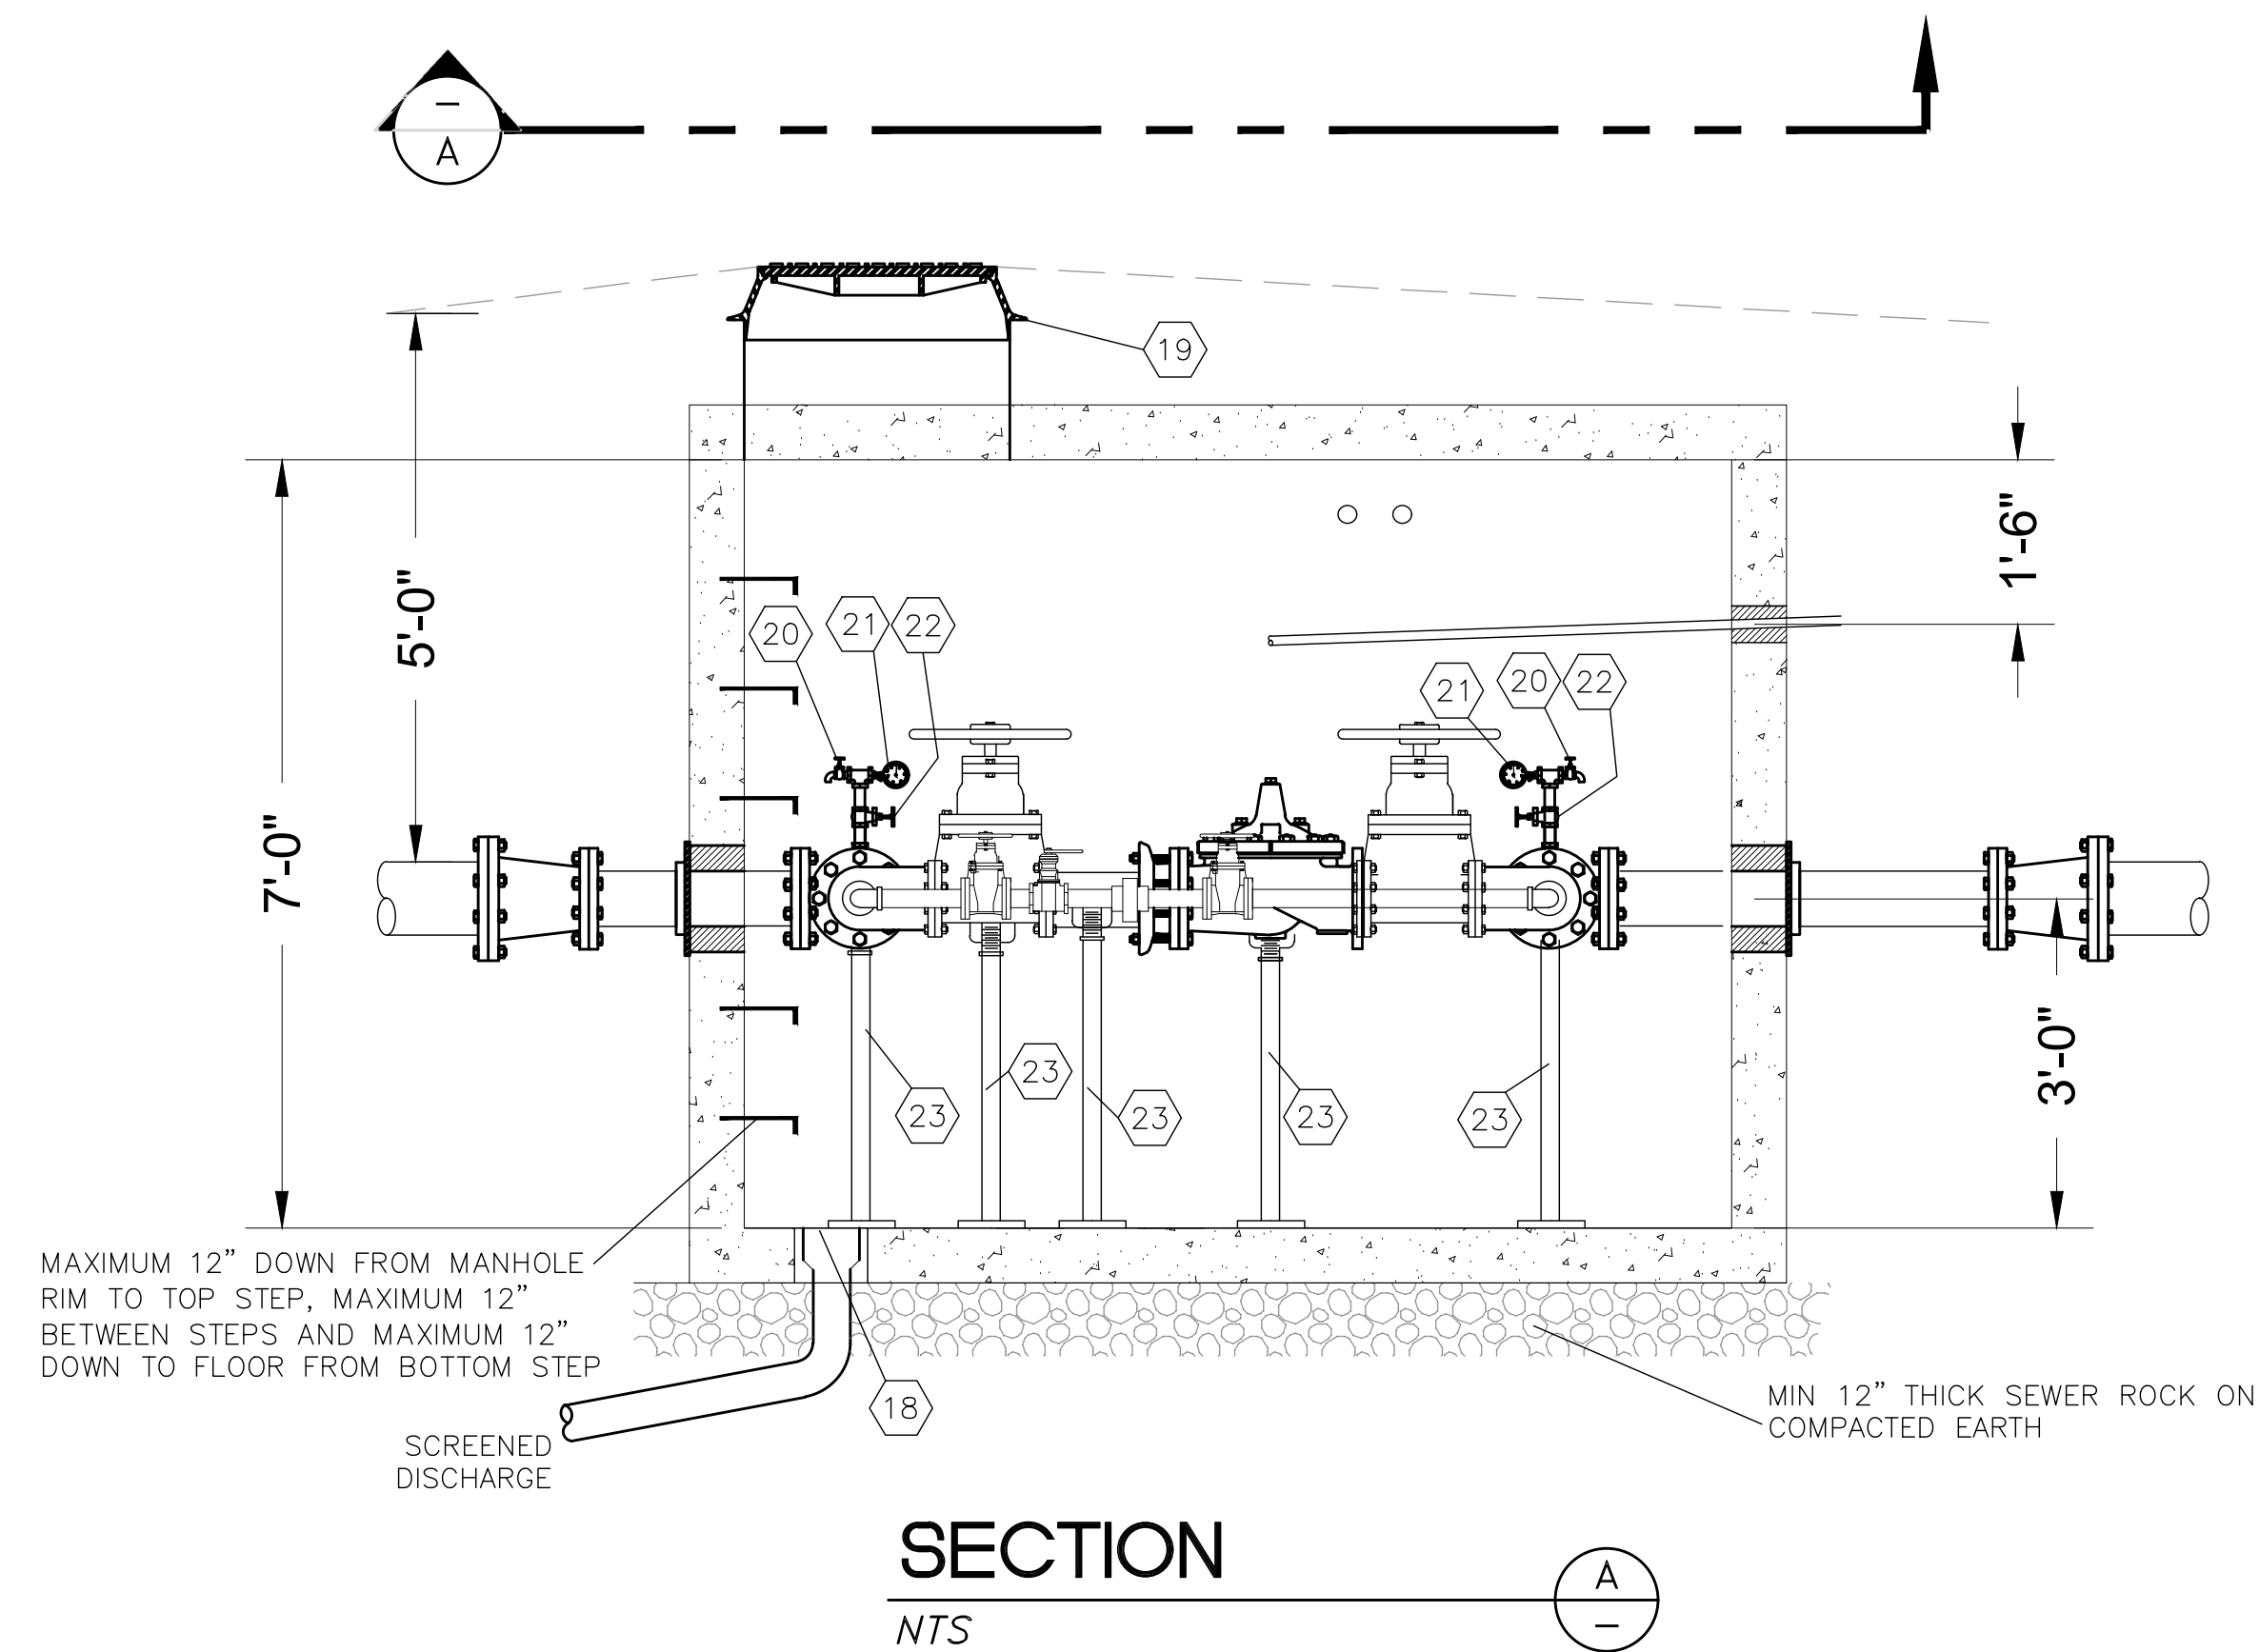 —
A
19
5'-0"
1'-6"
20
21
22
21
20
22
7'-0"
3'-0"
23
23
23
23
23
MAXIMUM 12” DOWN FROM MANHOLE
RIM TO TOP STEP, MAXIMUM 12”
BETWEEN STEPS AND MAXIMUM 12”
DOWN TO FLOOR FROM BOTTOM STEP
18
SCREENED
DISCHARGE
MIN 12” THICK SEWER ROCK ON
COMPACTED EARTH
SECTION
NTS
A
—